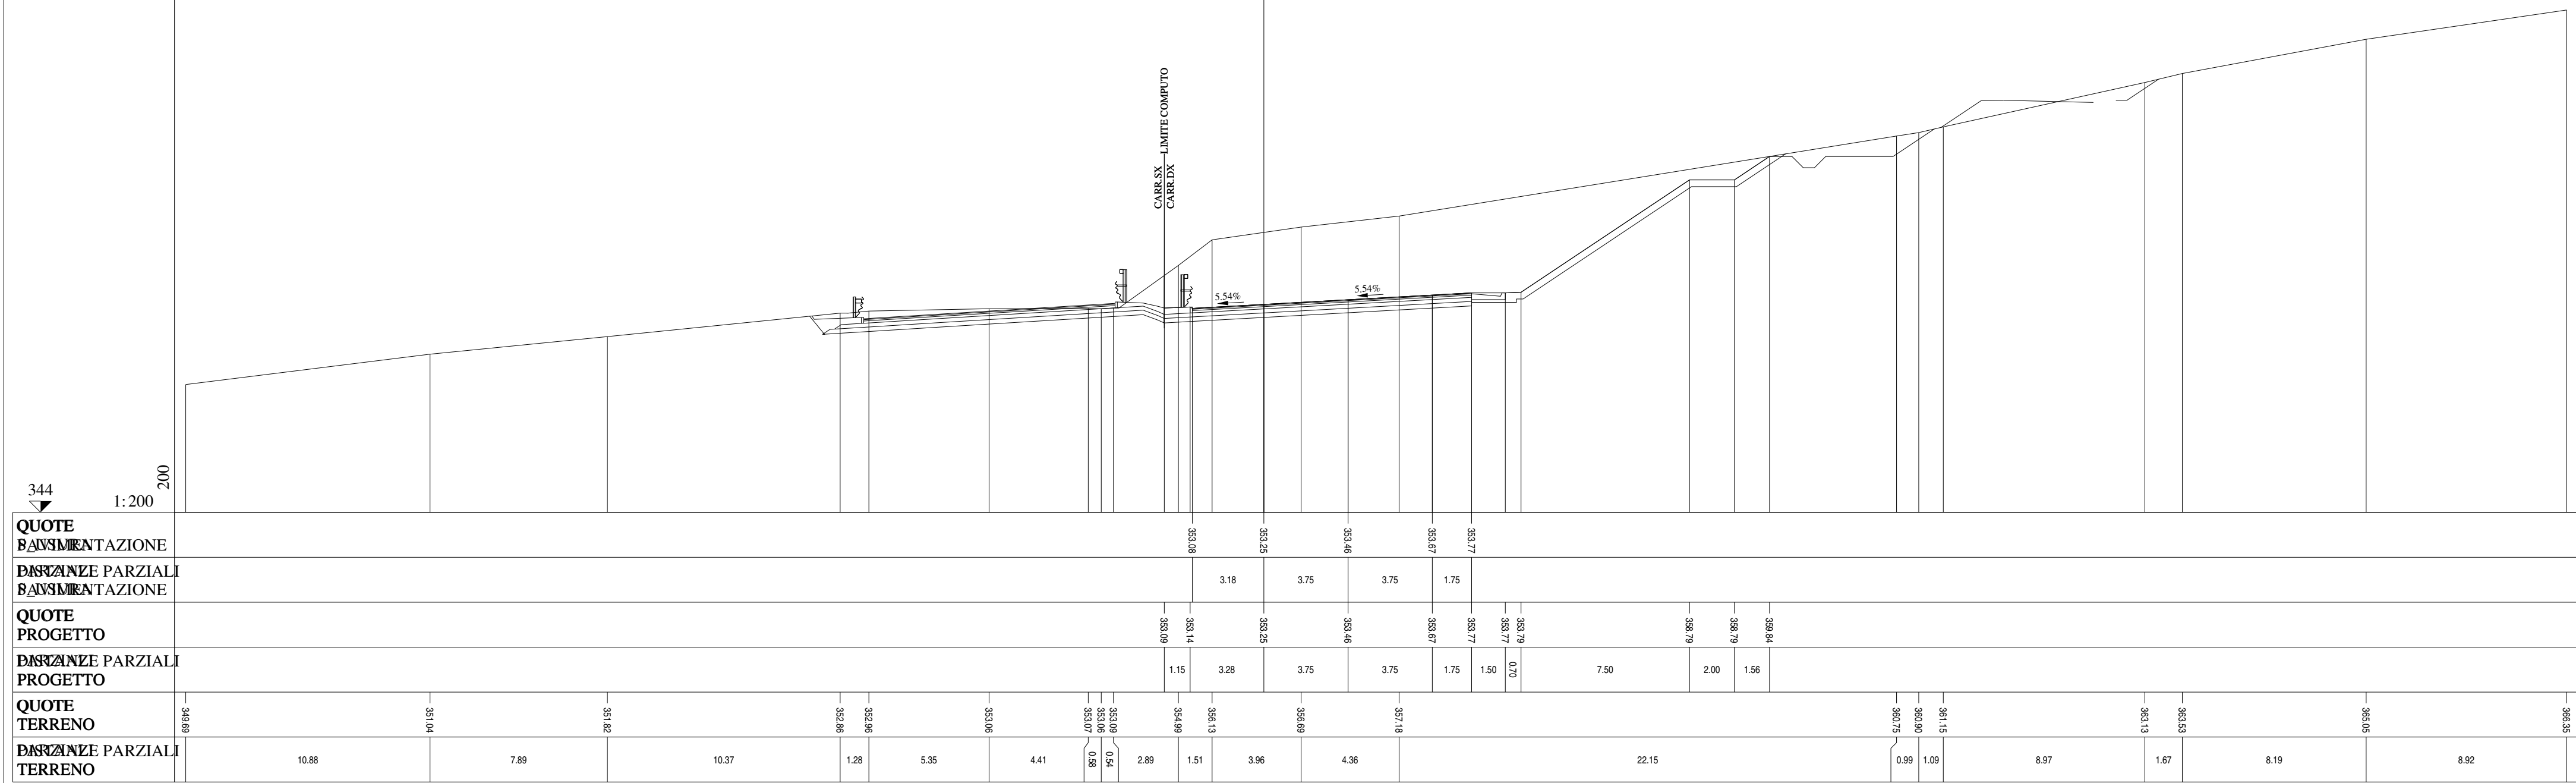 LIMITE COMPUTO
CARR.SX
CARR.DX
5.54%
5.54%
200
344
1:200
QUOTE
PAVIMENTAZIONE
353.08 353.25 353.46 353.67 353.77
DISTANZE PARZIALI
PAVIMENTAZIONE
3.18 3.75 3.75 1.75
QUOTE
PROGETTO
353.09 353.14 353.25 353.46 353.67 353.77 353.77 353.79 358.79 358.79 359.84
DISTANZE PARZIALI
PROGETTO
1.15 3.28 3.75 3.75 1.75 1.50 0.70 7.50 2.00 1.56
QUOTE
TERRENO
349.69 351.04 351.82 352.86 352.96 353.06 353.07 353.06 353.09 354.99 356.13 356.69 357.18 360.75 360.90 361.15 363.13 363.53 365.05 366.35
DISTANZE PARZIALI
TERRENO
10.88 7.89 10.37 1.28 5.35 4.41 0.58 0.54 2.89 1.51 3.96 4.36 22.15 0.99 1.09 8.97 1.67 8.19 8.92